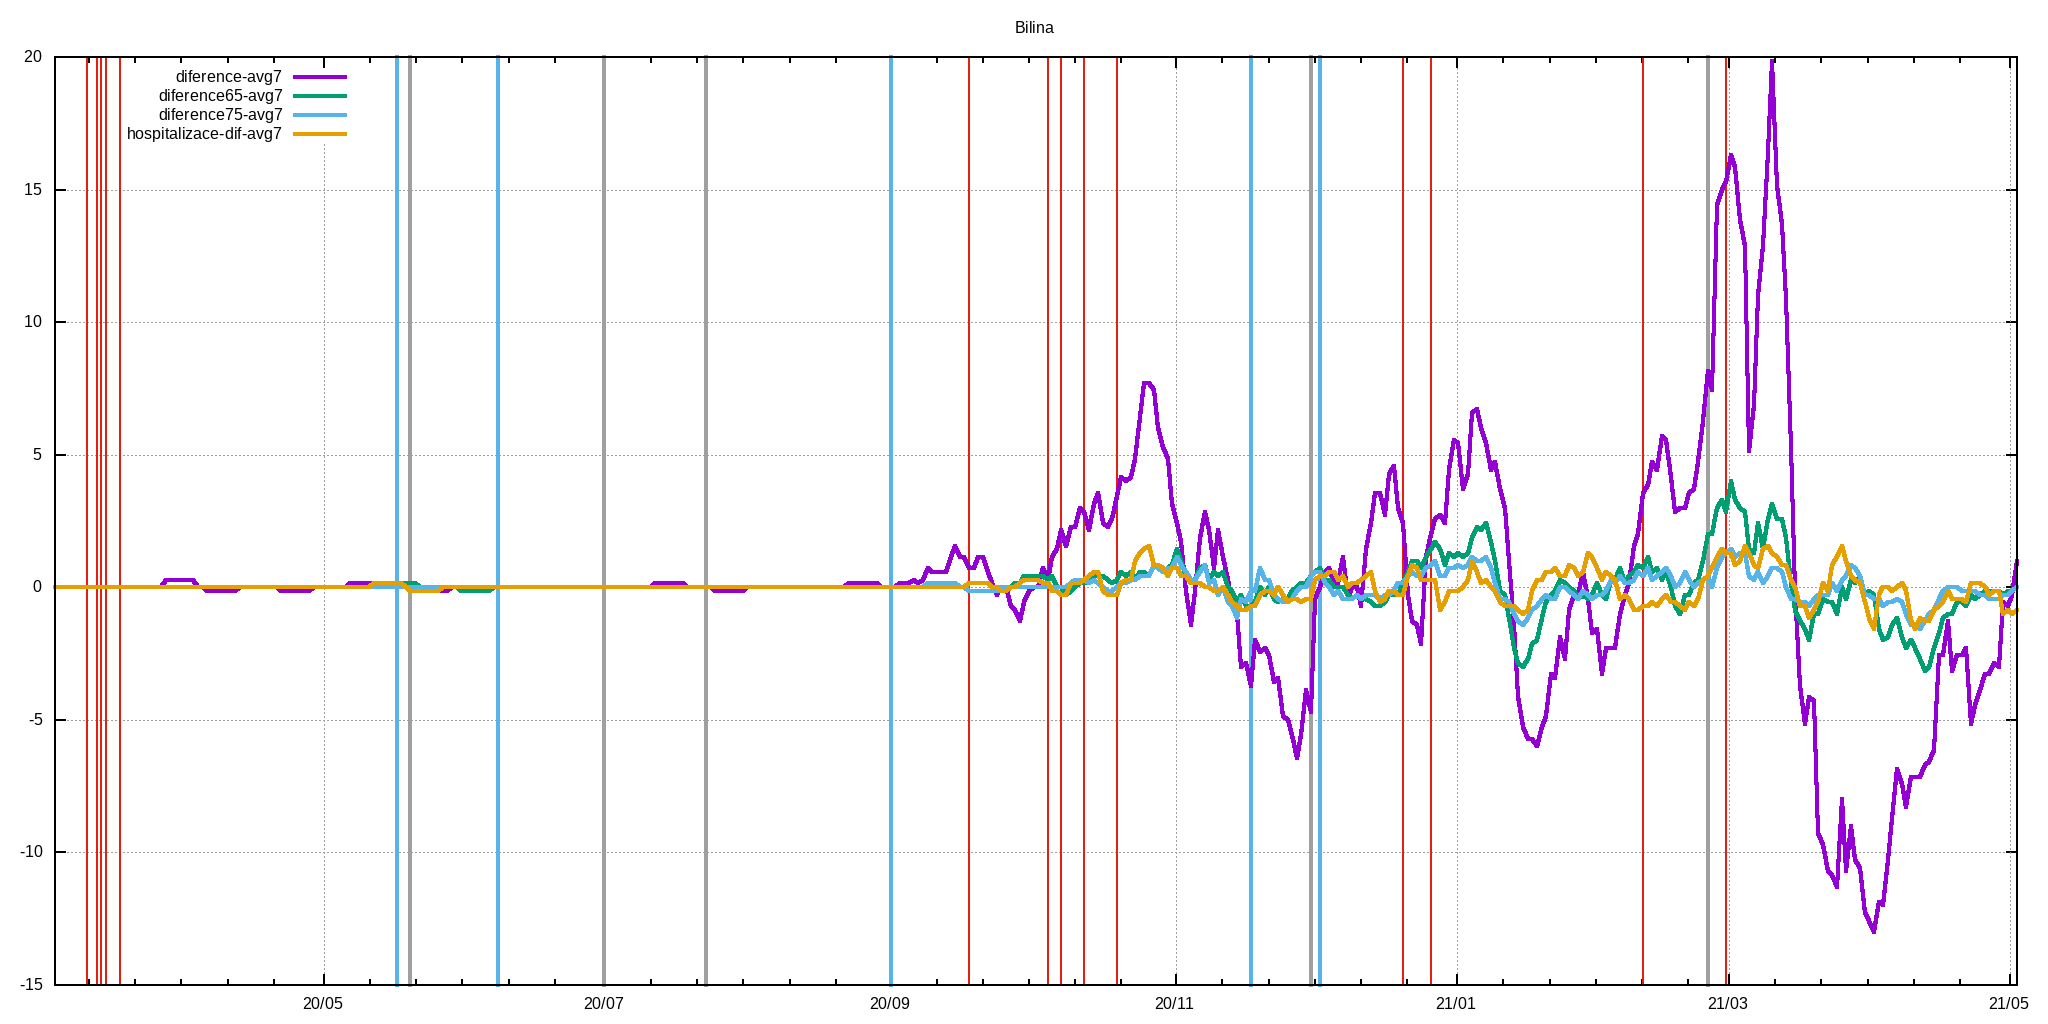 Bilina
diference-avg7
diference65-avg7
diference75-avg7
hospitalizace-dif-avg7
20
15
10
5
0
-5
-10
-15
20/05 20/07 20/09 20/11 21/01 21/03 21/05